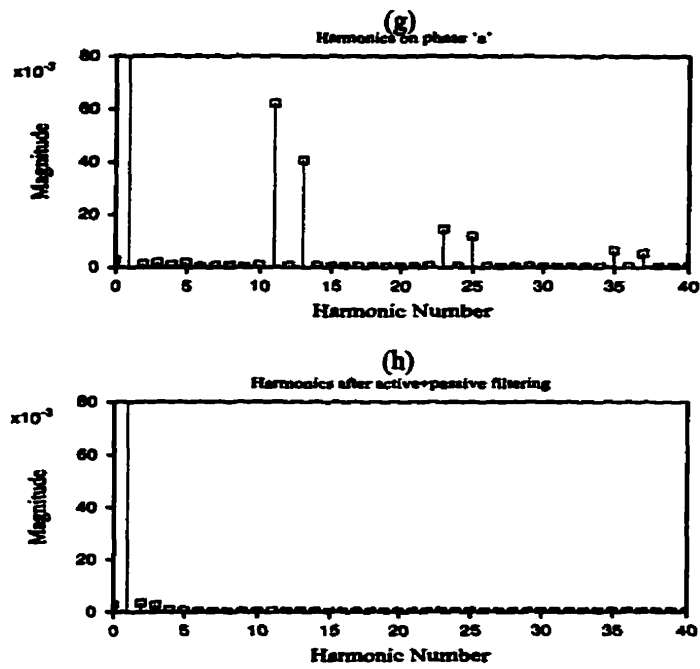 (g)
Harmonics on phase 'a'
x10⁻³
80
60
40
20
0
Magnitude
0 5 10 15 20 25 30 35 40
Harmonic Number
(h)
Harmonics after active+passive filtering
x10⁻³
80
60
40
20
0
Magnitude
0 5 10 15 20 25 30 35 40
Harmonic Number